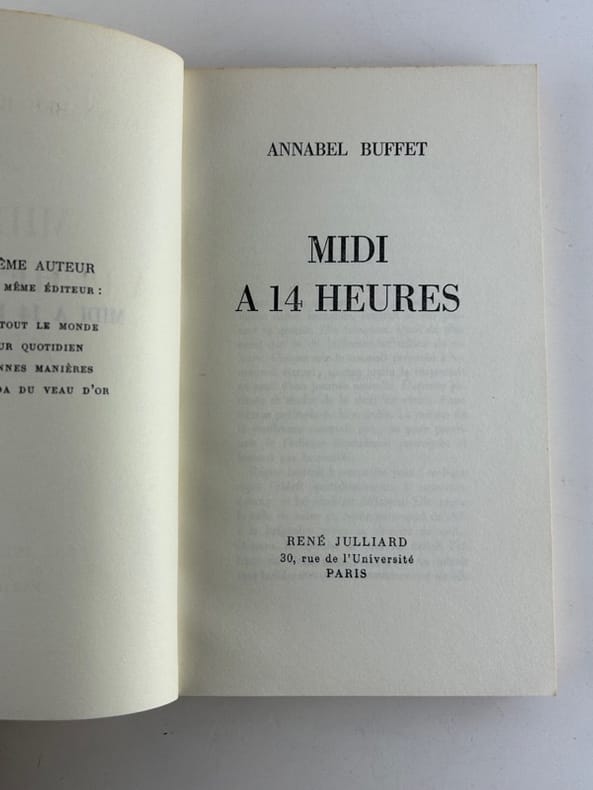 ÊME AUTEUR
MÊME ÉDITEUR :
TOUT LE MONDE
UR QUOTIDIEN
NNES MANIÈRES
DA DU VEAU D'OR
ANNABEL BUFFET
MIDI
A 14 HEURES
RENÉ JULLIARD
30, rue de l'Université
PARIS